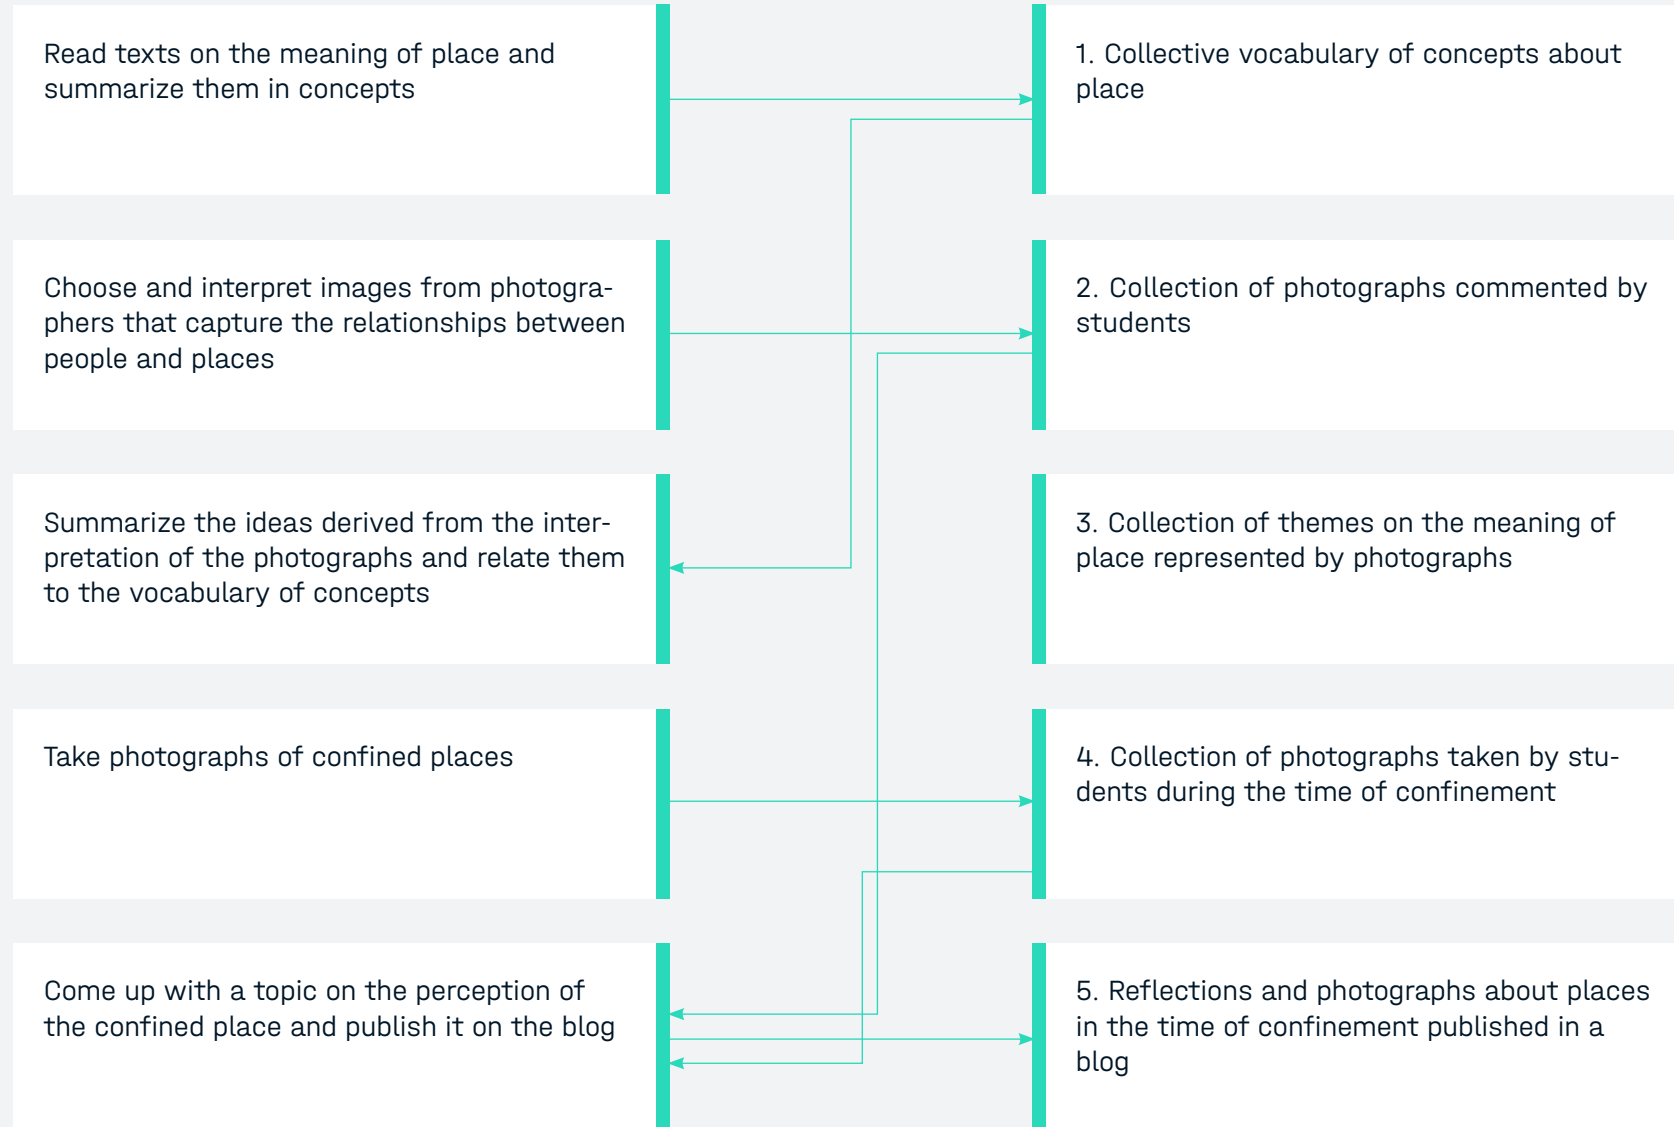 Read texts on the meaning of place and
summarize them in concepts
1. Collective vocabulary of concepts about
place
Choose and interpret images from photogra-
phers that capture the relationships between
people and places
2. Collection of photographs commented by
students
Summarize the ideas derived from the inter-
pretation of the photographs and relate them
to the vocabulary of concepts
3. Collection of themes on the meaning of
place represented by photographs
Take photographs of confined places
4. Collection of photographs taken by stu-
dents during the time of confinement
Come up with a topic on the perception of
the confined place and publish it on the blog
5. Reflections and photographs about places
in the time of confinement published in a
blog